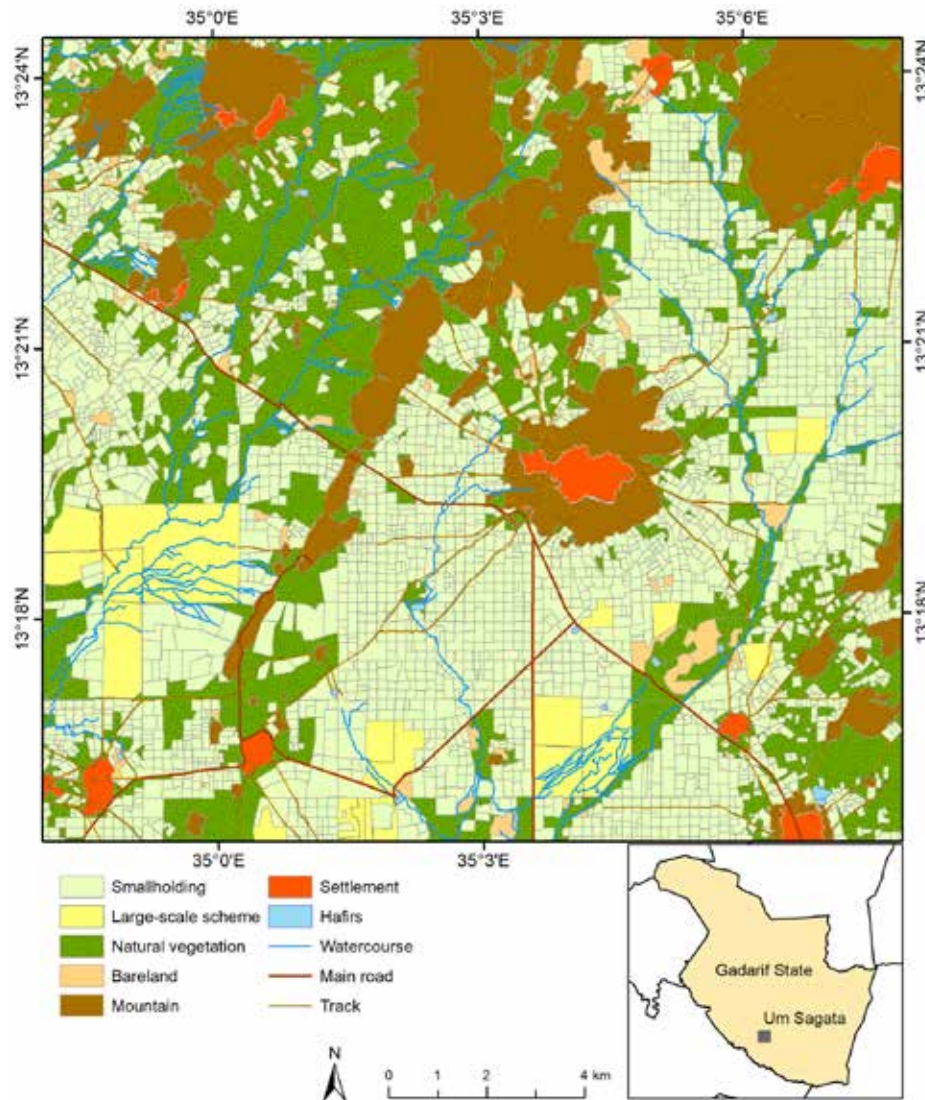 35°0'E 35°3'E 35°6'E
13°24'N 13°24'N
13°21'N 13°21'N
13°18'N 13°18'N
35°0'E 35°3'E
Smallholding
Large-scale scheme
Natural vegetation
Bareland
Mountain
Settlement
Hafirs
Watercourse
Main road
Track
N
0 1 2 4 km
Gadarif State
Um Sagata